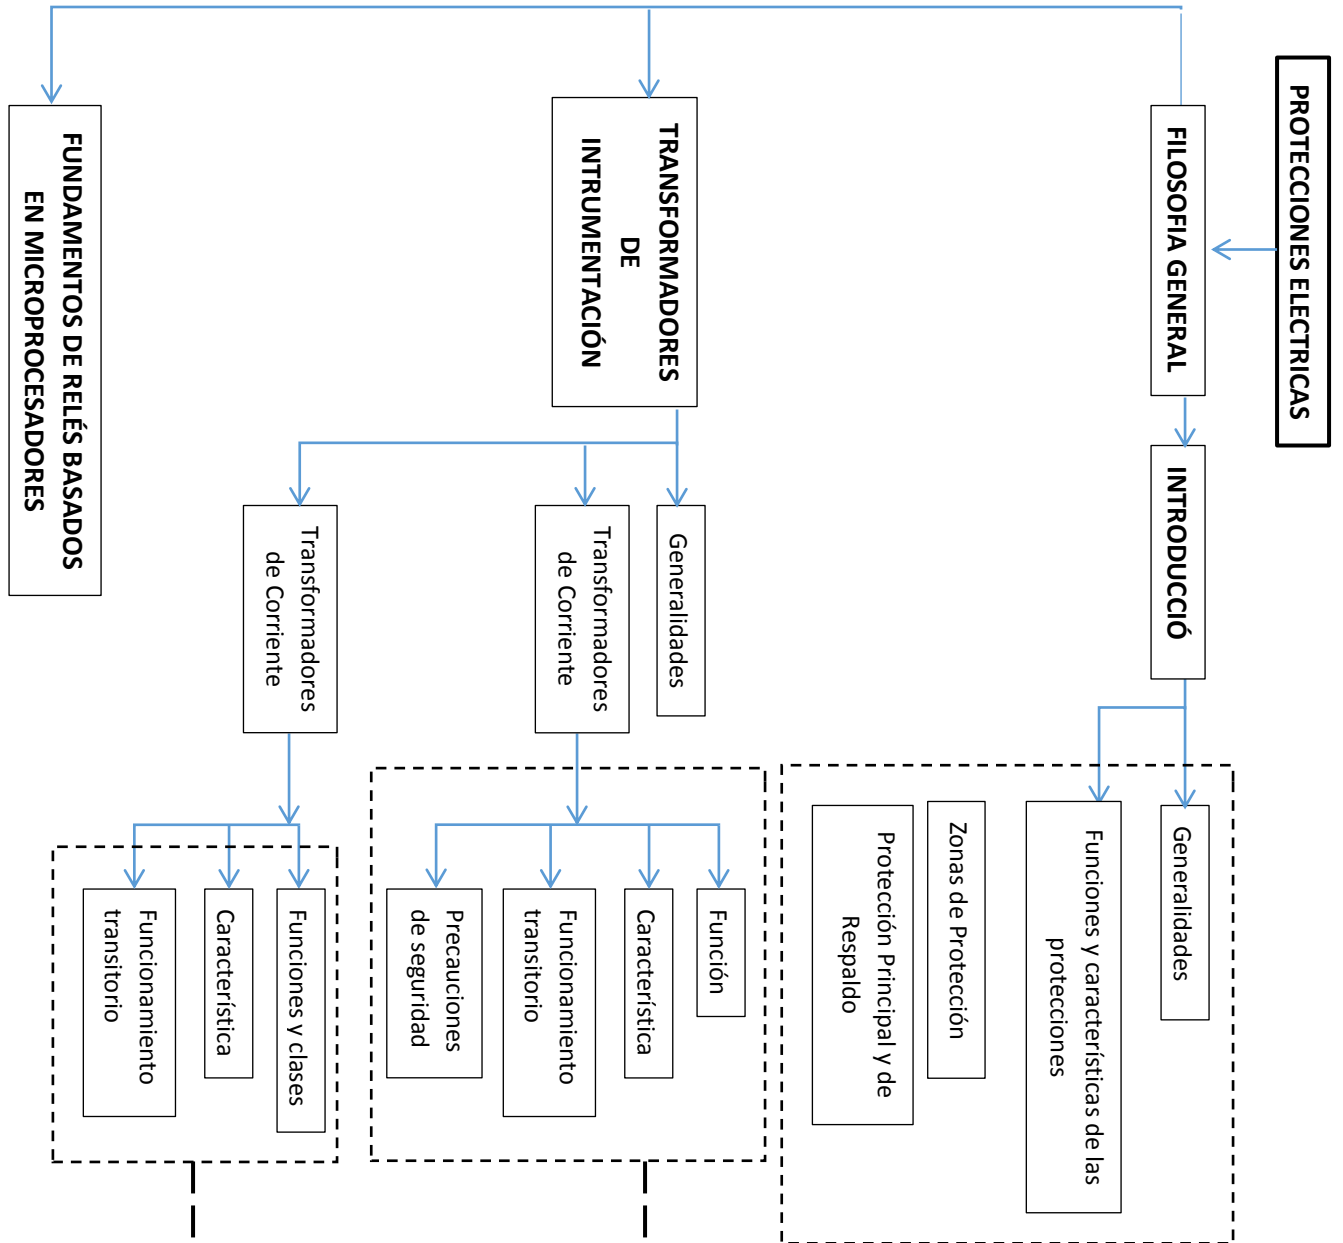 PROTECCIONES ELECTRICAS
FILOSOFIA GENERAL
INTRODUCCIÓ
Generalidades
Funciones y características de las
protecciones
Zonas de Protección
Protección Principal y de
Respaldo
TRANSFORMADORES
DE
INTRUMENTACIÓN
Generalidades
Transformadores
de Corriente
Función
Característica
Funcionamiento
transitorio
Precauciones
de seguridad
Transformadores
de Corriente
Funciones y clases
Característica
Funcionamiento
transitorio
FUNDAMENTOS DE RELÉS BASADOS
EN MICROPROCESADORES